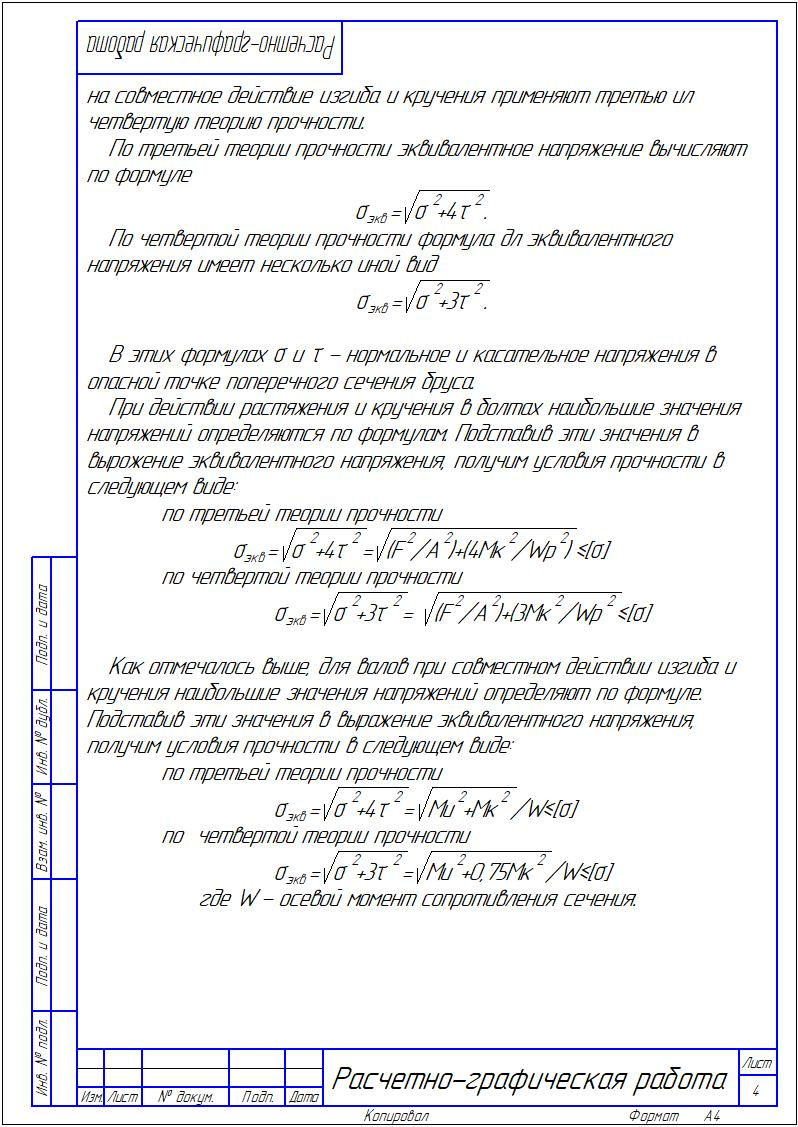 Расчетно-графическая работа
на совместное действие изгиба и кручения применяют третью ил
четвертую теорию прочности.
По третьей теории прочности эквивалентное напряжение вычисляют
по формуле
σэкв=√σ²+4τ².
По четвертой теории прочности формула дл эквивалентного
напряжения имеет несколько иной вид
σэкв=√σ²+3τ².
В этих формулах σ и τ – нормальное и касательное напряжения в
опасной точке поперечного сечения бруса.
При действии растяжения и кручения в болтах наибольшие значения
напряжений определяются по формулам. Подставив эти значения в
вырожение эквивалентного напряжения, получим условия прочности в
следующем виде:
по третьей теории прочности
σэкв=√σ²+4τ²=√(F²/A²)+(4Мк²/Wp²) ≤[σ]
по четвертой теории прочности
σэкв=√σ²+3τ²= √(F²/A²)+(3Мк²/Wp² ≤[σ]
Как отмечалось выше, для валов при совместном действии изгиба и
кручения наибольшие значения напряжений определяют по формуле.
Подставив эти значения в выражение эквивалентного напряжения,
получим условия прочности в следующем виде:
по третьей теории прочности
σэкв=√σ²+4τ²=√Ми²+Мк² /W≤[σ]
по четвертой теории прочности
σэкв=√σ²+3τ²=√Ми²+0,75Мк²/W≤[σ]
где W – осевой момент сопротивления сечения.
Подп. и дата
Инв. № дубл.
Взам. инв. №
Подп. и дата
Инв. № подл.
Изм. Лист № докум. Подп. Дата
Расчетно-графическая работа
Лист
4
Копировал Формат А4